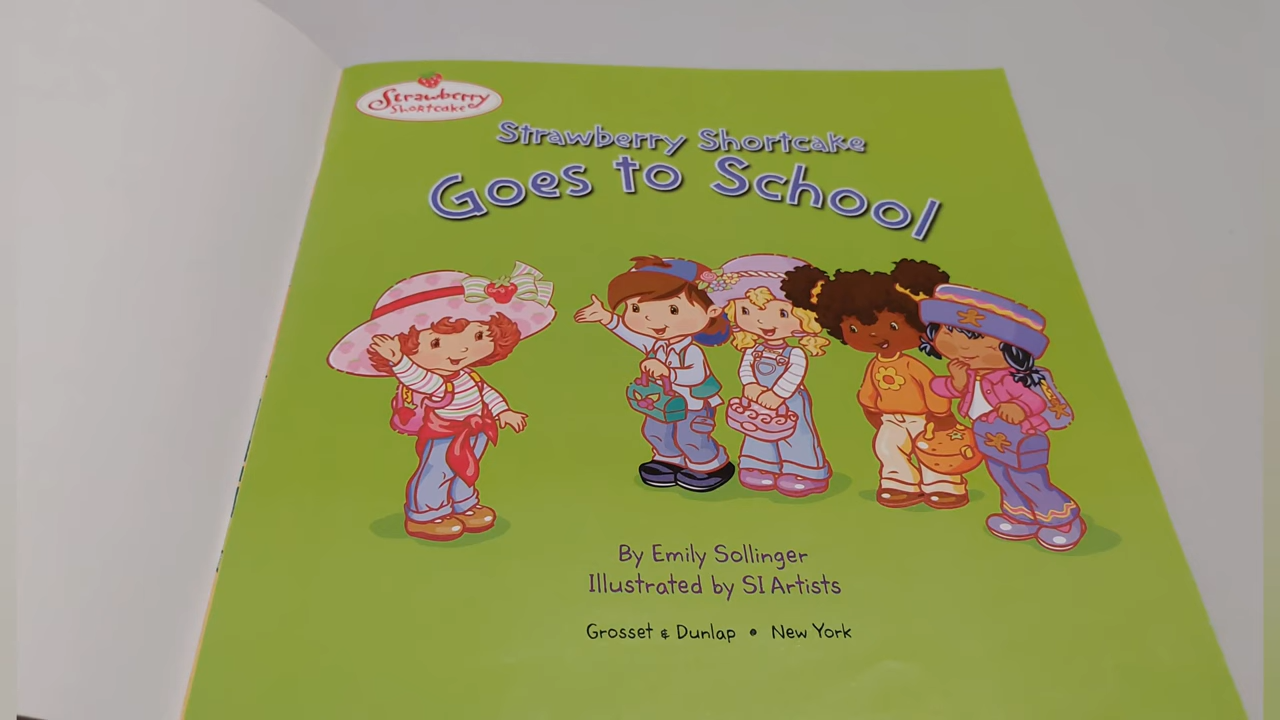 Strawberry
Shortcake
Strawberry Shortcake
Goes to School
By Emily Sollinger
Illustrated by SI Artists
Grosset & Dunlap • New York